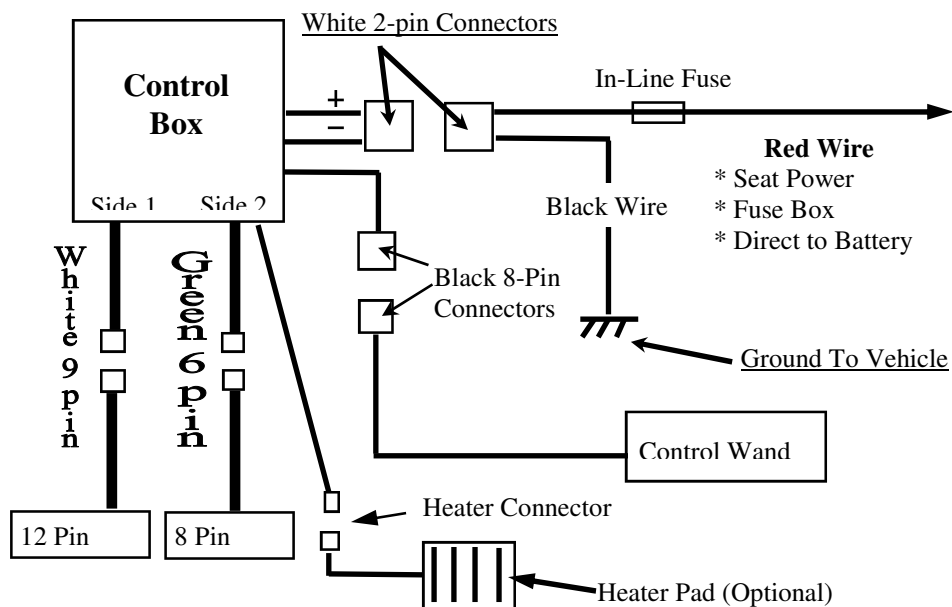 White 2-pin Connectors
Control
Box
+
−
In-Line Fuse
Red Wire
* Seat Power
* Fuse Box
* Direct to Battery
Side 1
Side 2
Black Wire
White 9 pin
Green 6 pin
Black 8-Pin
Connectors
Ground To Vehicle
Control Wand
12 Pin
8 Pin
Heater Connector
Heater Pad (Optional)